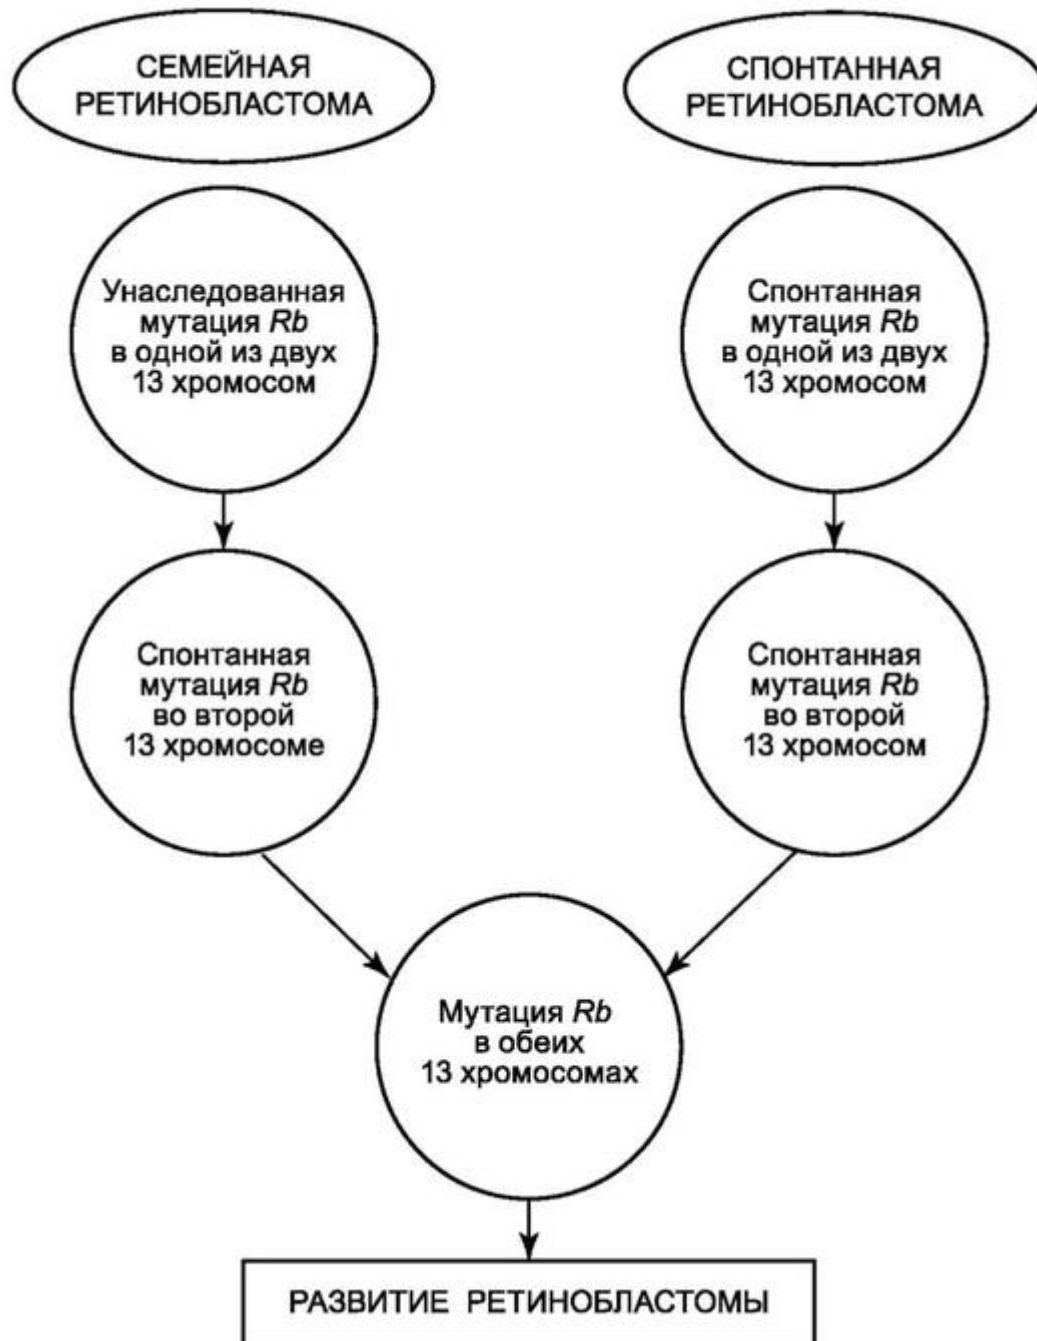 СЕМЕЙНАЯ
РЕТИНОБЛАСТОМА
СПОНТАННАЯ
РЕТИНОБЛАСТОМА
Унаследованная
мутация Rb
в одной из двух
13 хромосом
Спонтанная
мутация Rb
в одной из двух
13 хромосом
Спонтанная
мутация Rb
во второй
13 хромосоме
Спонтанная
мутация Rb
во второй
13 хромосом
Мутация Rb
в обеих
13 хромосомах
РАЗВИТИЕ РЕТИНОБЛАСТОМЫ